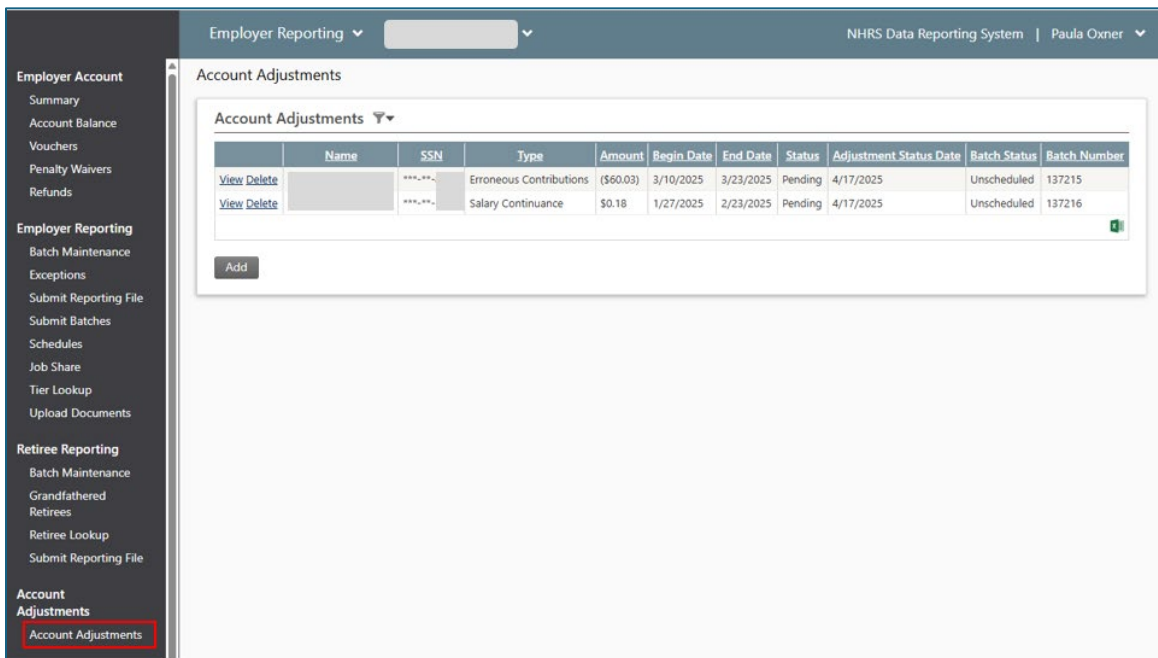 Employer Reporting
NHRS Data Reporting System | Paula Oxner
Employer Account
Summary
Account Balance
Vouchers
Penalty Waivers
Refunds
Employer Reporting
Batch Maintenance
Exceptions
Submit Reporting File
Submit Batches
Schedules
Job Share
Tier Lookup
Upload Documents
Retiree Reporting
Batch Maintenance
Grandfathered
Retirees
Retiree Lookup
Submit Reporting File
Account
Adjustments
Account Adjustments
Account Adjustments
Account Adjustments
Name SSN Type Amount Begin Date End Date Status Adjustment Status Date Batch Status Batch Number
View Delete ***-**- Erroneous Contributions ($60.03) 3/10/2025 3/23/2025 Pending 4/17/2025 Unscheduled 137215
View Delete ***-**- Salary Continuance $0.18 1/27/2025 2/23/2025 Pending 4/17/2025 Unscheduled 137216
Add